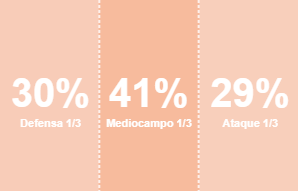 30% 41% 29%
Defensa 1/3 Mediocampo 1/3 Ataque 1/3